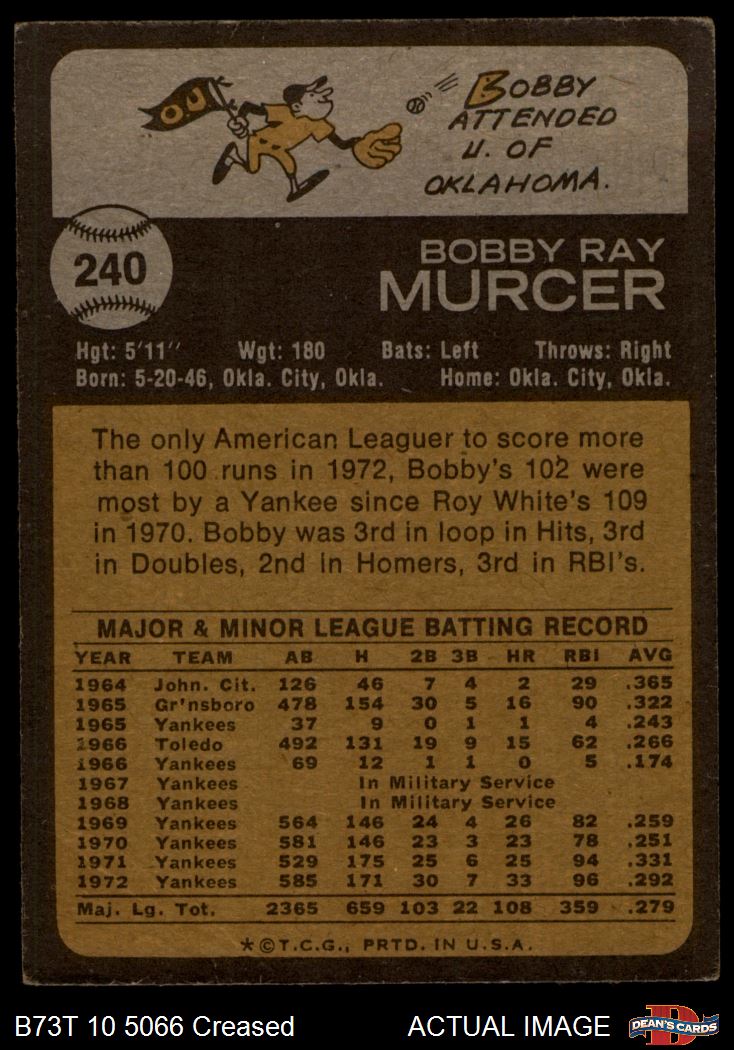 O.U.
BOBBY
ATTENDED
U. OF
OKLAHOMA.
240
BOBBY RAY
MURCER
Hgt: 5'11" Wgt: 180 Bats: Left Throws: Right
Born: 5-20-46, Okla. City, Okla. Home: Okla. City, Okla.
The only American Leaguer to score more
than 100 runs in 1972, Bobby's 102 were
most by a Yankee since Roy White's 109
in 1970. Bobby was 3rd in loop in Hits, 3rd
in Doubles, 2nd in Homers, 3rd in RBI's.
MAJOR & MINOR LEAGUE BATTING RECORD
YEAR TEAM AB H 2B 3B HR RBI AVG
1964 John. Cit. 126 46 7 4 2 29 .365
1965 Gr'nsboro 478 154 30 5 16 90 .322
1965 Yankees 37 9 0 1 1 4 .243
1966 Toledo 492 131 19 9 15 62 .266
1966 Yankees 69 12 1 1 0 5 .174
1967 Yankees In Military Service
1968 Yankees In Military Service
1969 Yankees 564 146 24 4 26 82 .259
1970 Yankees 581 146 23 3 23 78 .251
1971 Yankees 529 175 25 6 25 94 .331
1972 Yankees 585 171 30 7 33 96 .292
Maj. Lg. Tot. 2365 659 103 22 108 359 .279
*©T.C.G., PRTD. IN U.S.A.
B73T 10 5066 Creased ACTUAL IMAGE
D
DEAN'S CARDS